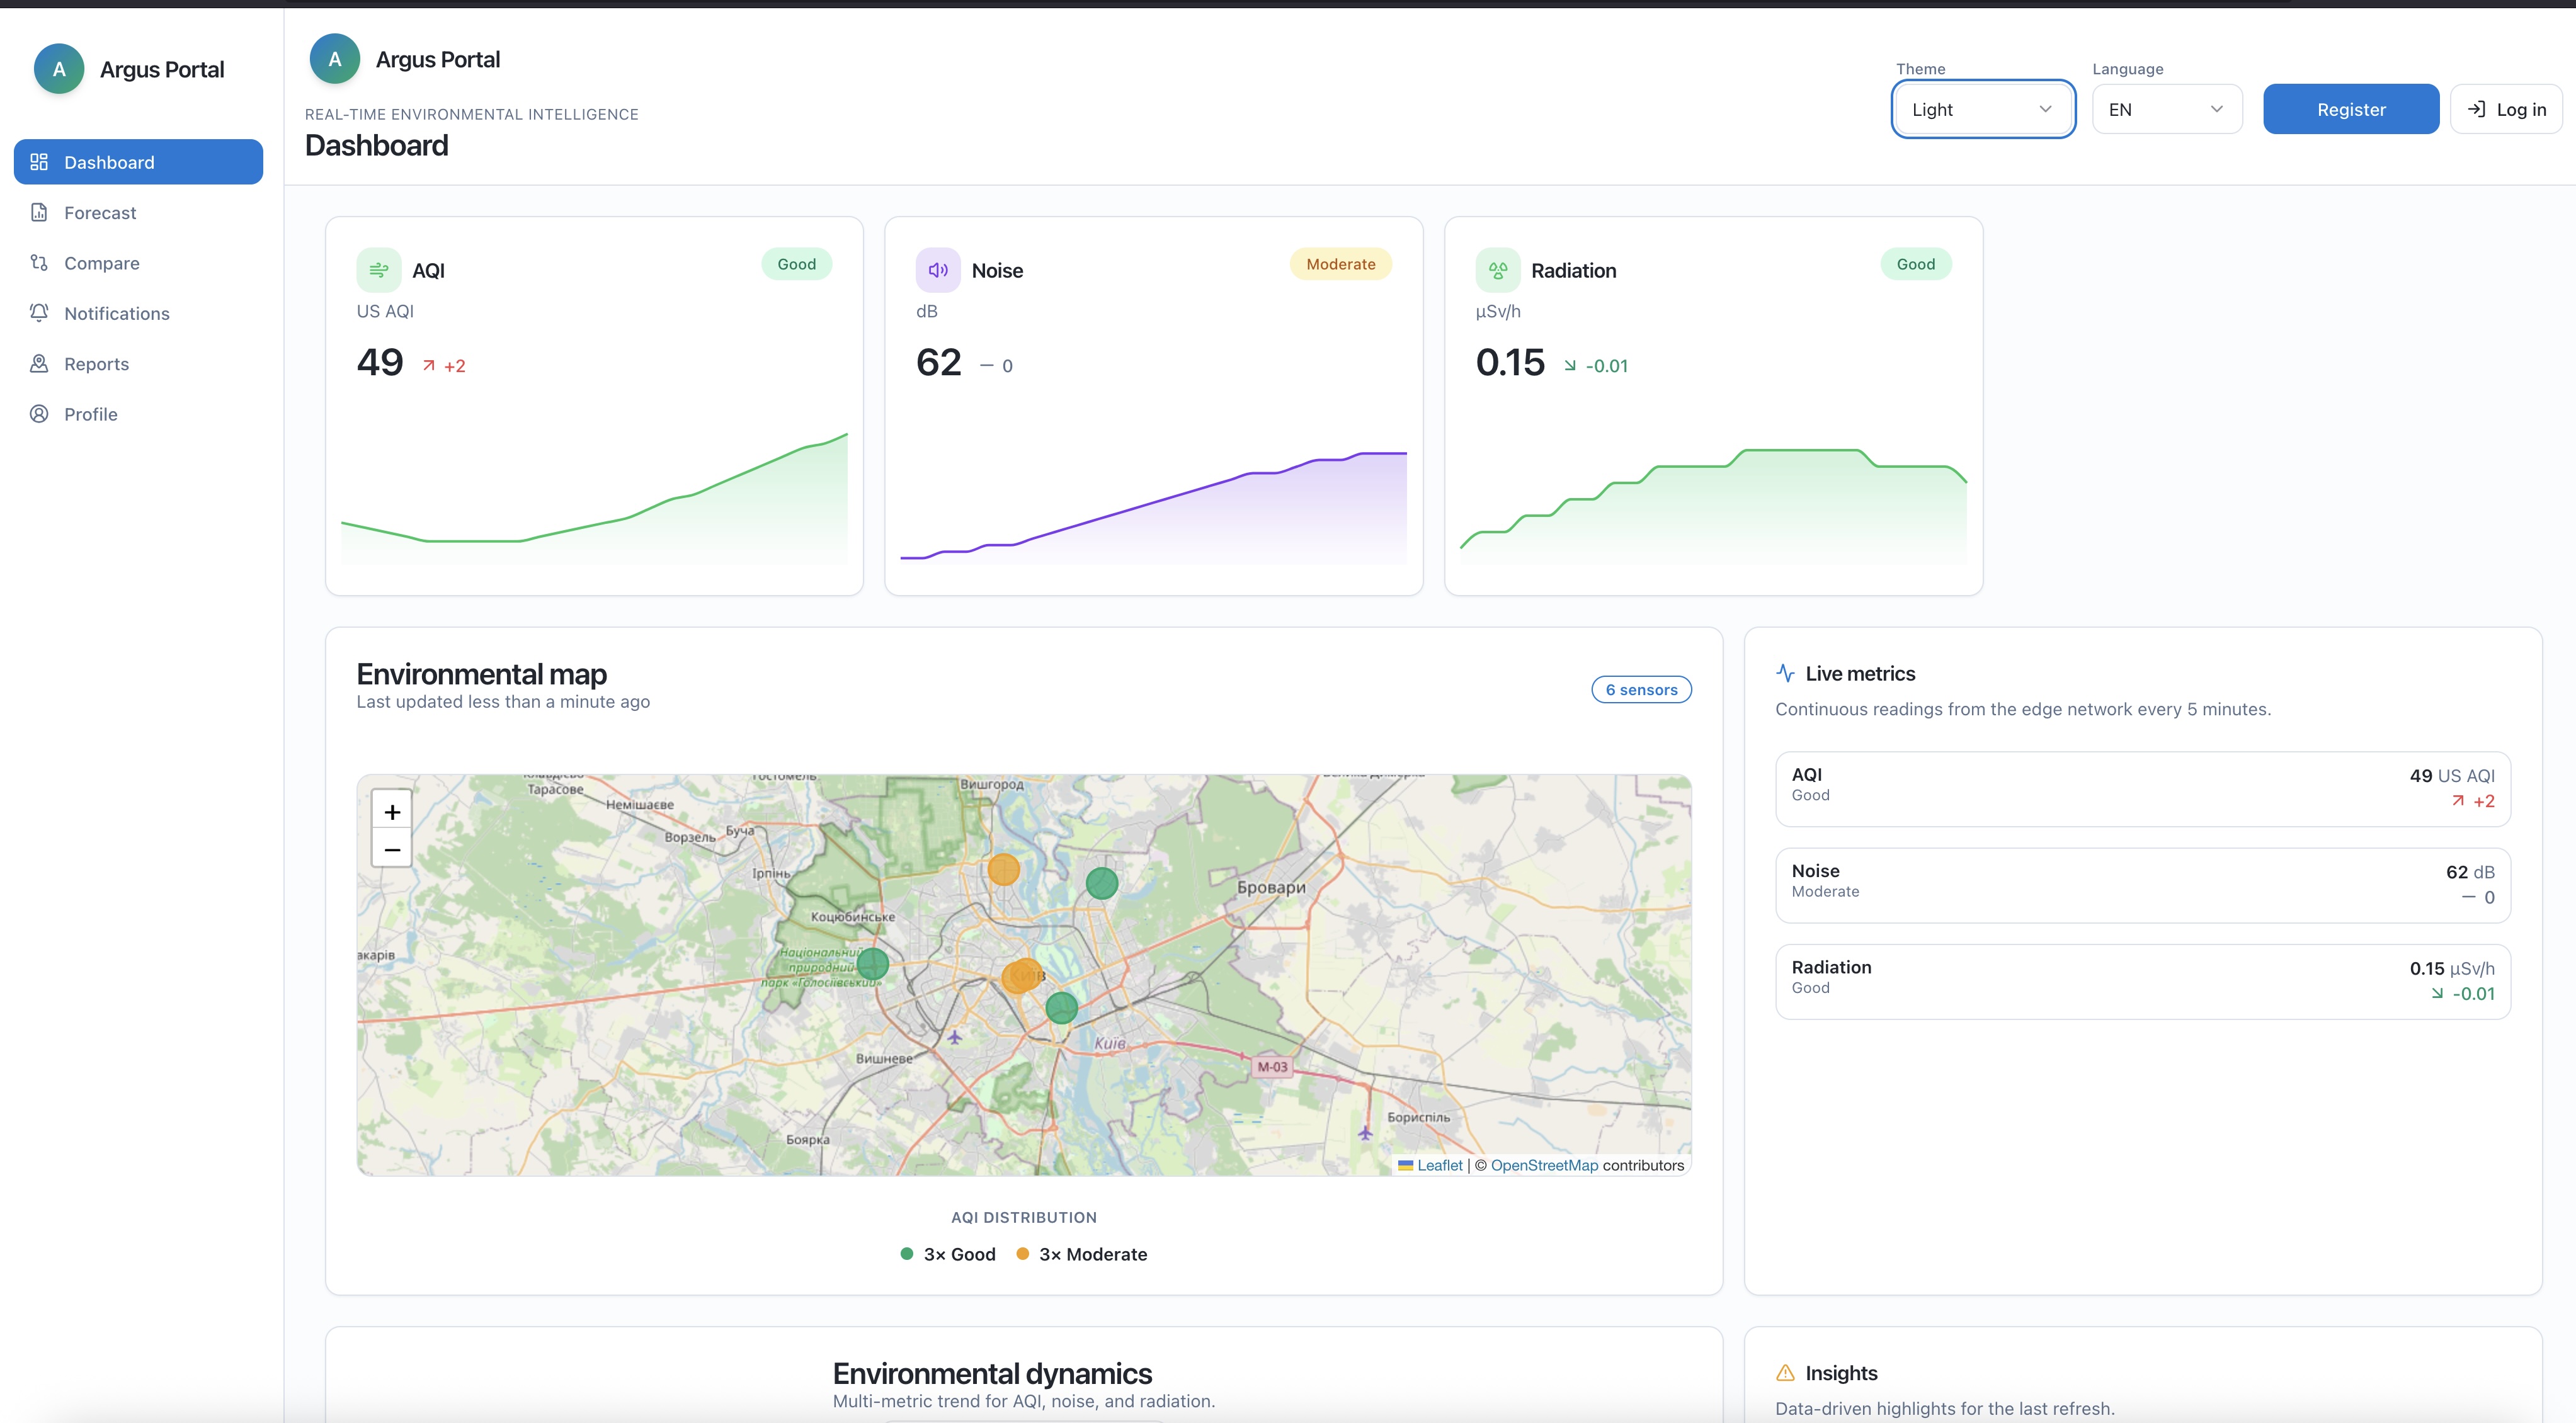 A
Argus Portal
Dashboard
Forecast
Compare
Notifications
Reports
Profile
A
Argus Portal
REAL-TIME ENVIRONMENTAL INTELLIGENCE
Dashboard
Theme
Light
Language
EN
Register
Log in
AQI
Good
US AQI
49
+2
Noise
Moderate
dB
62
0
Radiation
Good
µSv/h
0.15
-0.01
Environmental map
Last updated less than a minute ago
6 sensors
+
−
Гостомель
Тарасове
Немішаєве
Вишгород
Ворзель
Буча
Ірпінь
Бровари
Коцюбинське
Національний
природний
парк «Голосіївський»
акарів
Київ
Вишневе
М-03
Бориспіль
Боярка
Leaflet | © OpenStreetMap contributors
AQI DISTRIBUTION
3× Good
3× Moderate
Live metrics
Continuous readings from the edge network every 5 minutes.
AQI
Good
49 US AQI
+2
Noise
Moderate
62 dB
0
Radiation
Good
0.15 µSv/h
-0.01
Environmental dynamics
Multi-metric trend for AQI, noise, and radiation.
Insights
Data-driven highlights for the last refresh.